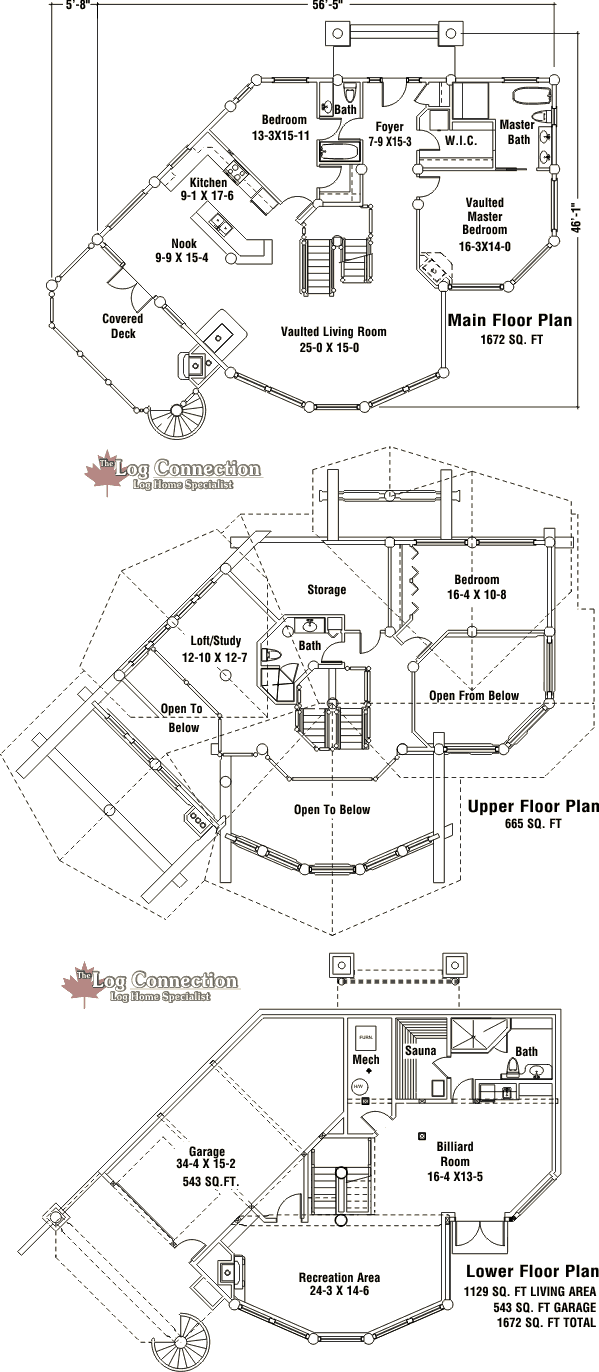 5'-8"
56'-5"
46'-1"
Bath
Bedroom
13-3X15-11
Foyer
7-9 X15-3
W.I.C.
Master
Bath
Kitchen
9-1 X 17-6
Vaulted
Master
Bedroom
16-3X14-0
Nook
9-9 X 15-4
Covered
Deck
Vaulted Living Room
25-0 X 15-0
Main Floor Plan
1672 SQ. FT
The Log Connection
Log Home Specialist
Storage
Bedroom
16-4 X 10-8
Loft/Study
12-10 X 12-7
Bath
Open To
Below
Open From Below
Open To Below
Upper Floor Plan
665 SQ. FT
The Log Connection
Log Home Specialist
FURN.
Mech
H/W
Sauna
Bath
Garage
34-4 X 15-2
543 SQ.FT.
Billiard
Room
16-4 X13-5
Recreation Area
24-3 X 14-6
Lower Floor Plan
1129 SQ. FT LIVING AREA
543 SQ. FT GARAGE
1672 SQ. FT TOTAL